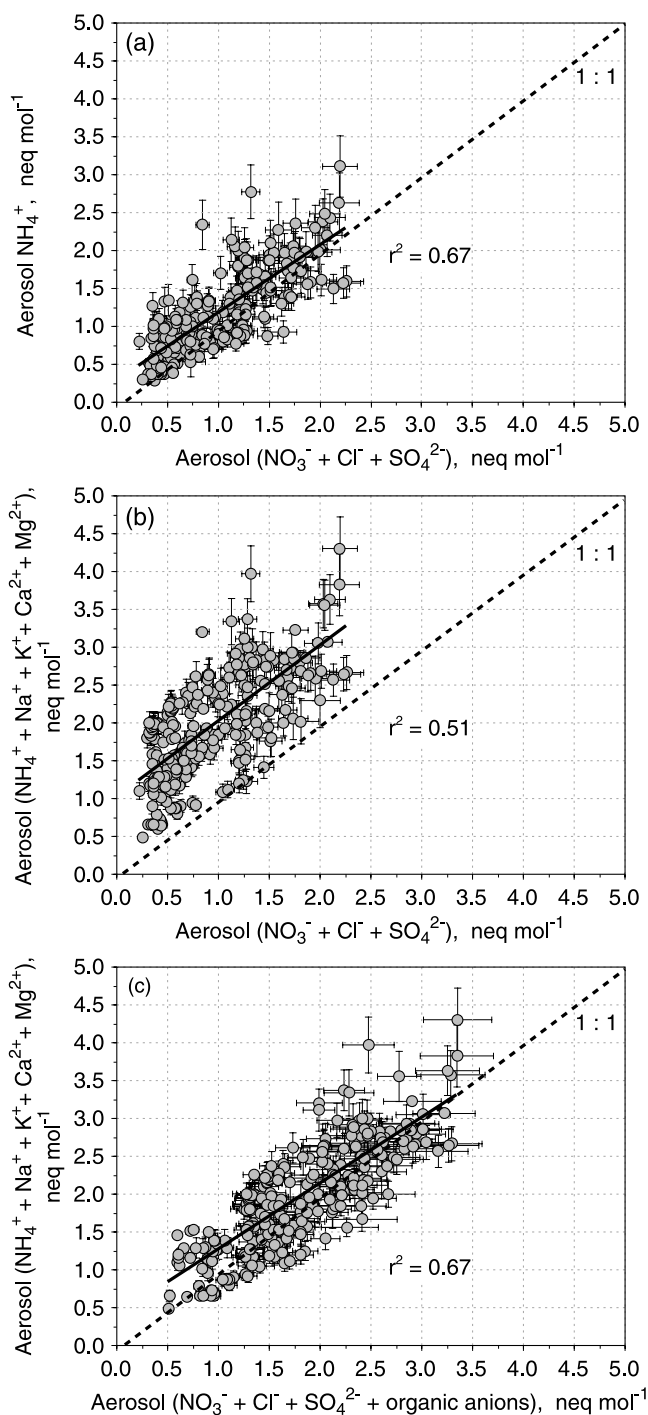 (a)
5.0
4.5
4.0
3.5
3.0
2.5
2.0
1.5
1.0
0.5
0.0
Aerosol NH₄⁺, neq mol⁻¹
1 : 1
r² = 0.67
0.0 0.5 1.0 1.5 2.0 2.5 3.0 3.5 4.0 4.5 5.0
Aerosol (NO₃⁻ + Cl⁻ + SO₄²⁻), neq mol⁻¹
(b)
5.0
4.5
4.0
3.5
3.0
2.5
2.0
1.5
1.0
0.5
0.0
Aerosol (NH₄⁺ + Na⁺ + K⁺ + Ca²⁺ + Mg²⁺),
neq mol⁻¹
1 : 1
r² = 0.51
0.0 0.5 1.0 1.5 2.0 2.5 3.0 3.5 4.0 4.5 5.0
Aerosol (NO₃⁻ + Cl⁻ + SO₄²⁻), neq mol⁻¹
(c)
5.0
4.5
4.0
3.5
3.0
2.5
2.0
1.5
1.0
0.5
0.0
Aerosol (NH₄⁺ + Na⁺ + K⁺ + Ca²⁺ + Mg²⁺),
neq mol⁻¹
1 : 1
r² = 0.67
0.0 0.5 1.0 1.5 2.0 2.5 3.0 3.5 4.0 4.5 5.0
Aerosol (NO₃⁻ + Cl⁻ + SO₄²⁻ + organic anions), neq mol⁻¹